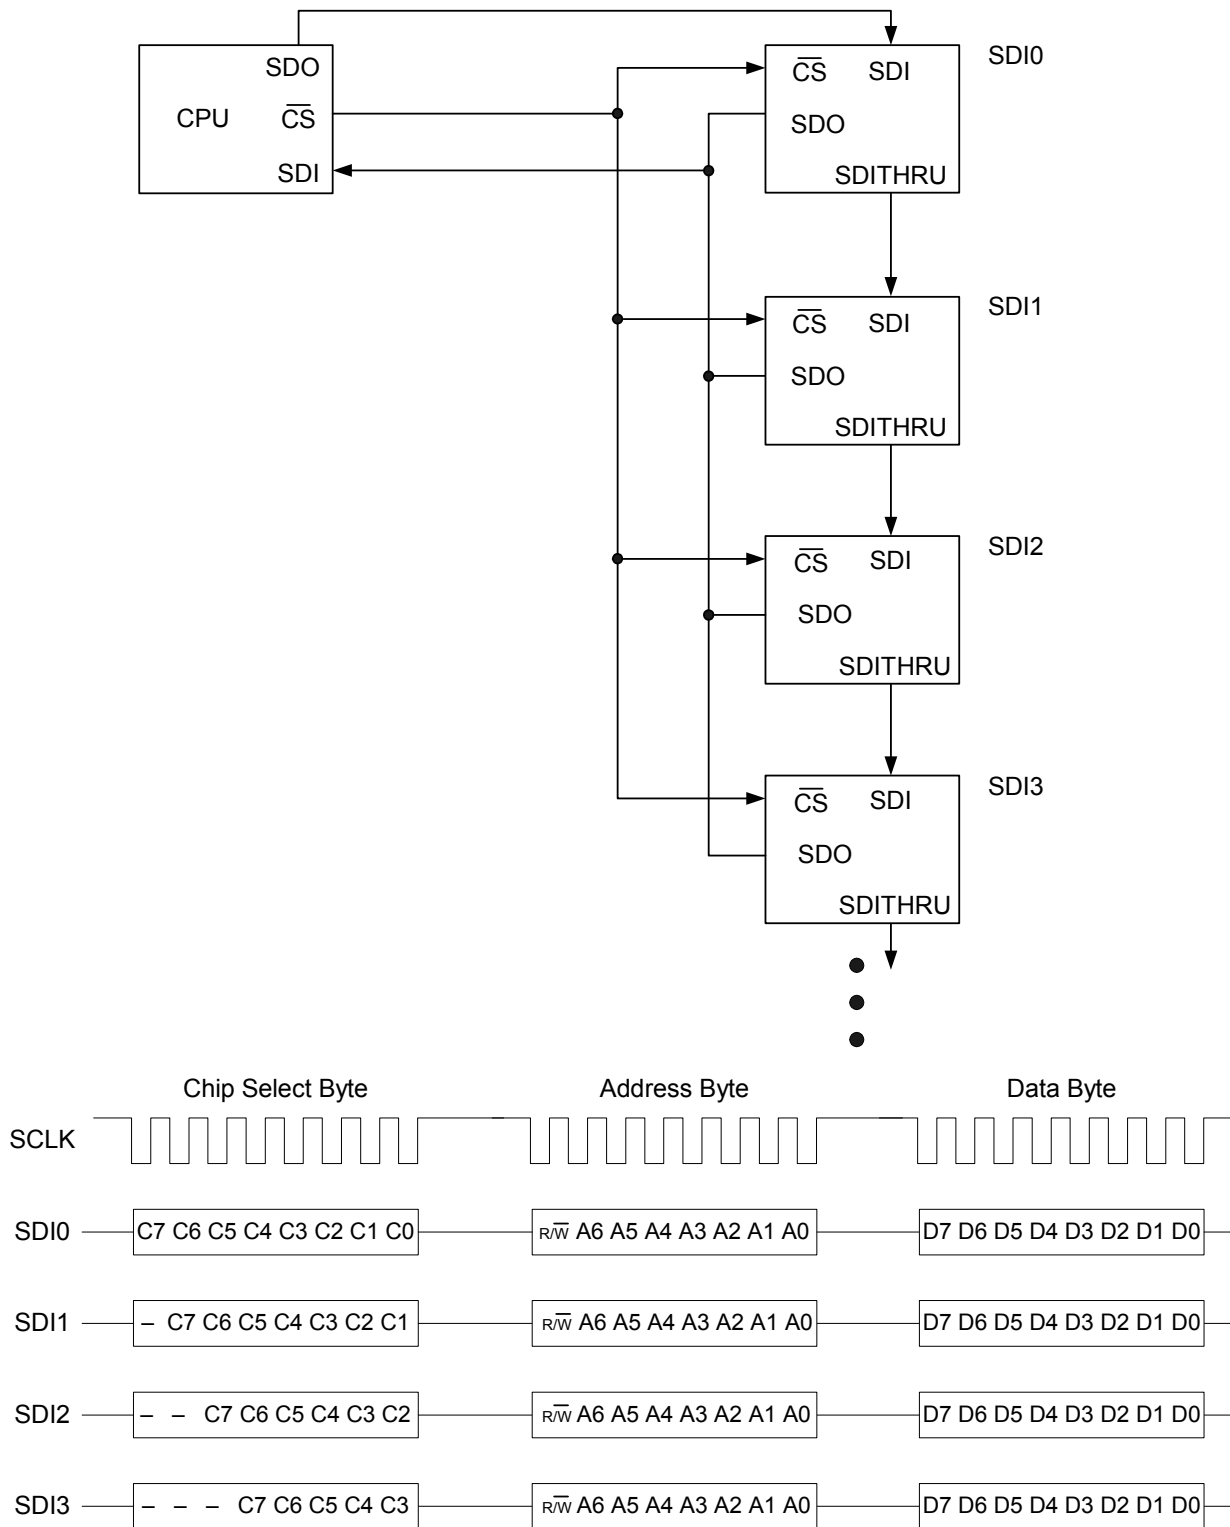 SDO
CPU
C̅S̅
SDI
C̅S̅ SDI
SDO
SDITHRU
SDI0
C̅S̅ SDI
SDO
SDITHRU
SDI1
C̅S̅ SDI
SDO
SDITHRU
SDI2
C̅S̅ SDI
SDO
SDITHRU
SDI3
Chip Select Byte Address Byte Data Byte
SCLK
SDI0 C7 C6 C5 C4 C3 C2 C1 C0 R/W̅ A6 A5 A4 A3 A2 A1 A0 D7 D6 D5 D4 D3 D2 D1 D0
SDI1 – C7 C6 C5 C4 C3 C2 C1 R/W̅ A6 A5 A4 A3 A2 A1 A0 D7 D6 D5 D4 D3 D2 D1 D0
SDI2 – – C7 C6 C5 C4 C3 C2 R/W̅ A6 A5 A4 A3 A2 A1 A0 D7 D6 D5 D4 D3 D2 D1 D0
SDI3 – – – C7 C6 C5 C4 C3 R/W̅ A6 A5 A4 A3 A2 A1 A0 D7 D6 D5 D4 D3 D2 D1 D0